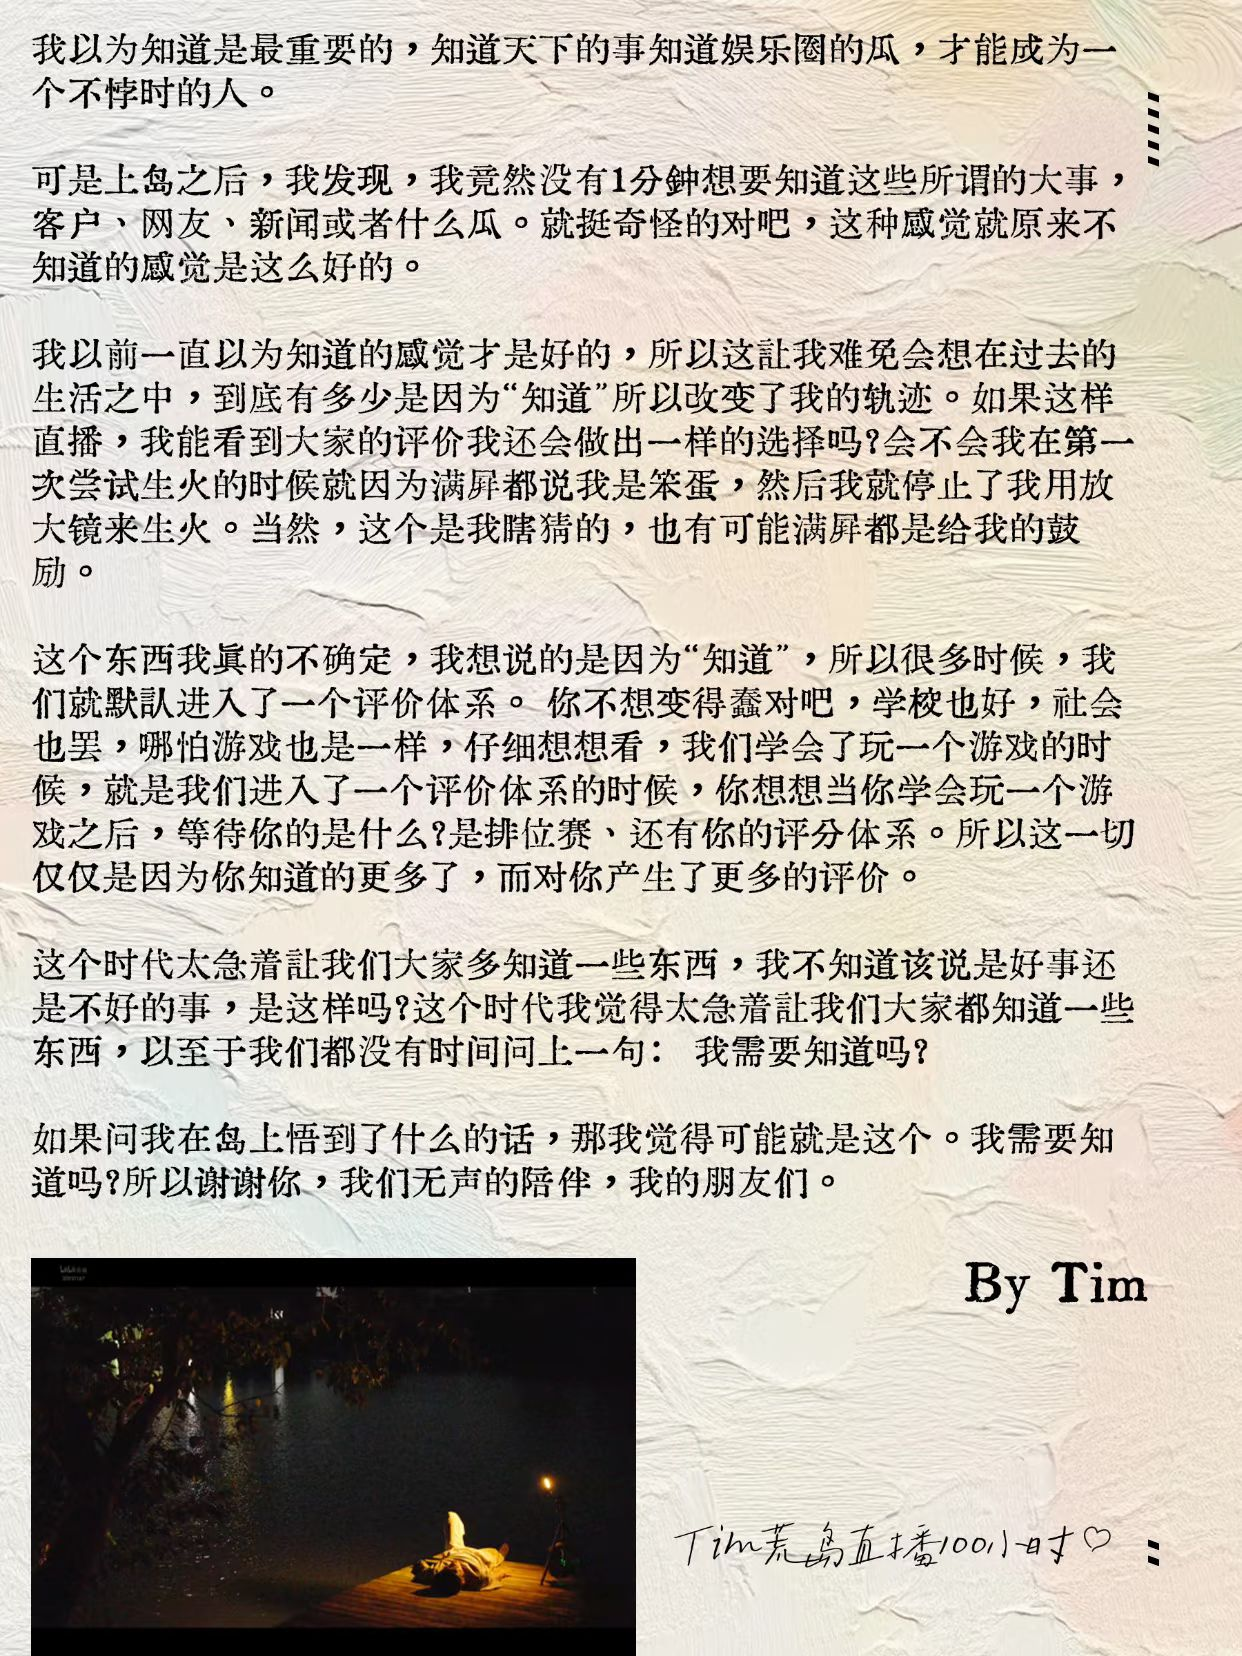 我以为知道是最重要的，知道天下的事知道娱乐圈的瓜，才能成为一
个不悖时的人。
可是上岛之后，我发现，我竟然没有1分鐘想要知道这些所谓的大事，
客户、网友、新闻或者什么瓜。就挺奇怪的对吧，这种感觉就原来不
知道的感觉是这么好的。
我以前一直以为知道的感觉才是好的，所以这讓我难免会想在过去的
生活之中，到底有多少是因为“知道”所以改变了我的轨迹。如果这样
直播，我能看到大家的评价我还会做出一样的选择吗?会不会我在第一
次尝试生火的时候就因为满屏都说我是笨蛋，然后我就停止了我用放
大镜来生火。当然，这个是我瞎猜的，也有可能满屏都是给我的鼓
励。
这个东西我真的不确定，我想说的是因为“知道”，所以很多时候，我
们就默认进入了一个评价体系。 你不想变得蠢对吧，学校也好，社会
也罢，哪怕游戏也是一样，仔细想想看，我们学会了玩一个游戏的时
候，就是我们进入了一个评价体系的时候，你想想当你学会玩一个游
戏之后，等待你的是什么?是排位赛、还有你的评分体系。所以这一切
仅仅是因为你知道的更多了，而对你产生了更多的评价。
这个时代太急着讓我们大家多知道一些东西，我不知道该说是好事还
是不好的事，是这样吗?这个时代我觉得太急着讓我们大家都知道一些
东西，以至于我们都没有时间问上一句： 我需要知道吗?
如果问我在岛上悟到了什么的话，那我觉得可能就是这个。我需要知
道吗?所以谢谢你，我们无声的陪伴，我的朋友们。
By Tim
Tim荒岛直播100小时♡